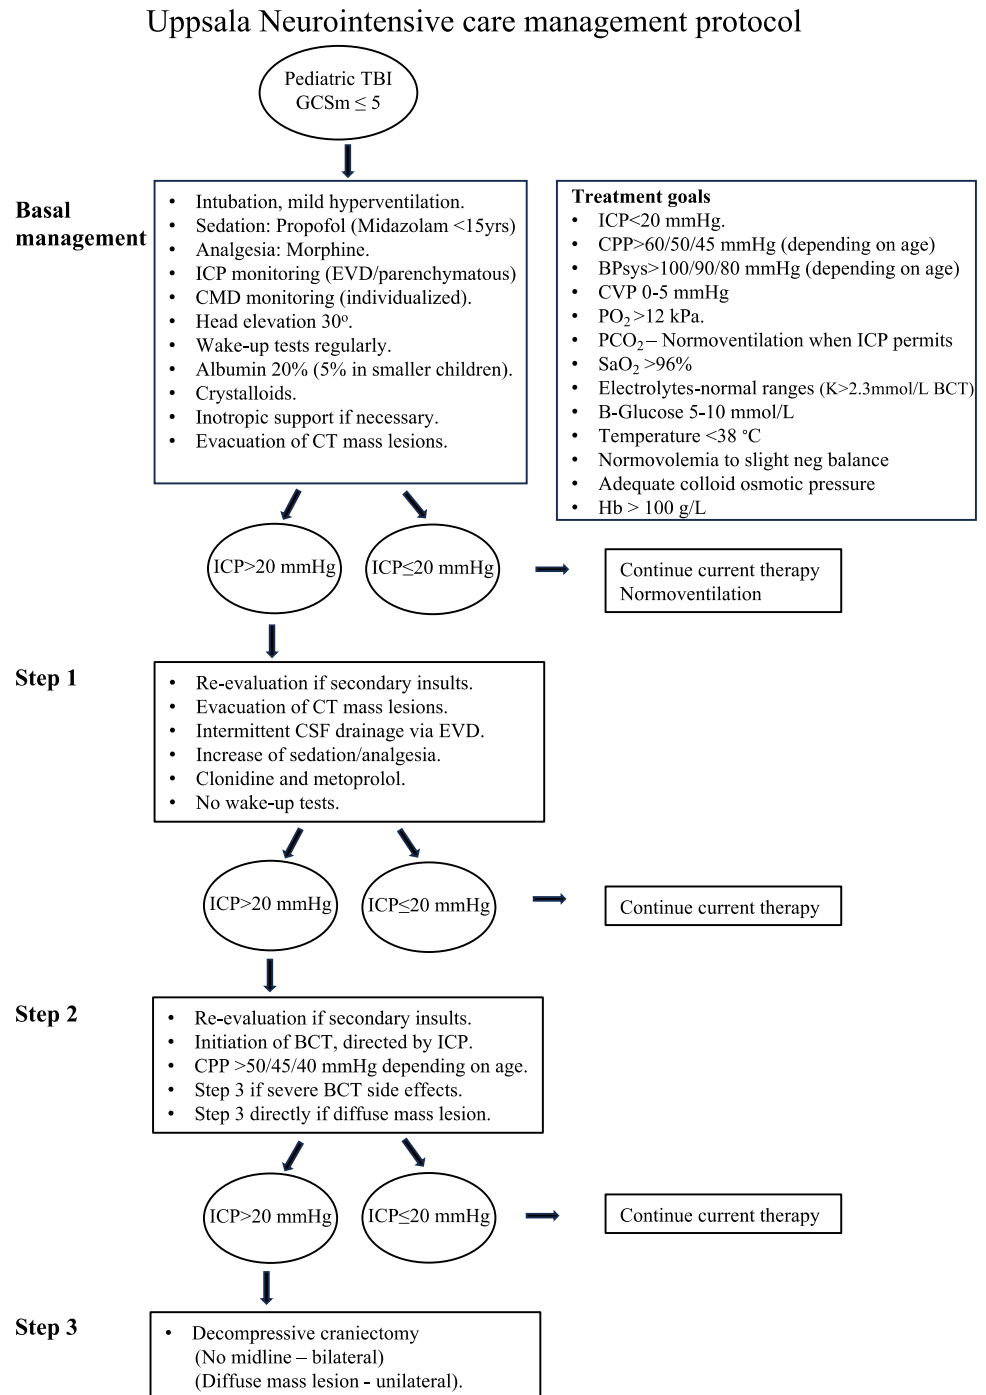 Uppsala Neurointensive care management protocol
Pediatric TBI
GCSm ≤ 5
Basal
management
• Intubation, mild hyperventilation.
• Sedation: Propofol (Midazolam <15yrs)
• Analgesia: Morphine.
• ICP monitoring (EVD/parenchymatous)
• CMD monitoring (individualized).
• Head elevation 30º.
• Wake-up tests regularly.
• Albumin 20% (5% in smaller children).
• Crystalloids.
• Inotropic support if necessary.
• Evacuation of CT mass lesions.
Treatment goals
• ICP<20 mmHg.
• CPP>60/50/45 mmHg (depending on age)
• BPsys>100/90/80 mmHg (depending on age)
• CVP 0-5 mmHg
• PO₂ >12 kPa.
• PCO₂ – Normoventilation when ICP permits
• SaO₂ >96%
• Electrolytes-normal ranges (K>2.3mmol/L BCT)
• B-Glucose 5-10 mmol/L
• Temperature <38 °C
• Normovolemia to slight neg balance
• Adequate colloid osmotic pressure
• Hb > 100 g/L
ICP>20 mmHg
ICP≤20 mmHg
Continue current therapy
Normoventilation
Step 1
• Re-evaluation if secondary insults.
• Evacuation of CT mass lesions.
• Intermittent CSF drainage via EVD.
• Increase of sedation/analgesia.
• Clonidine and metoprolol.
• No wake-up tests.
ICP>20 mmHg
ICP≤20 mmHg
Continue current therapy
Step 2
• Re-evaluation if secondary insults.
• Initiation of BCT, directed by ICP.
• CPP >50/45/40 mmHg depending on age.
• Step 3 if severe BCT side effects.
• Step 3 directly if diffuse mass lesion.
ICP>20 mmHg
ICP≤20 mmHg
Continue current therapy
Step 3
• Decompressive craniectomy
(No midline – bilateral)
(Diffuse mass lesion - unilateral).